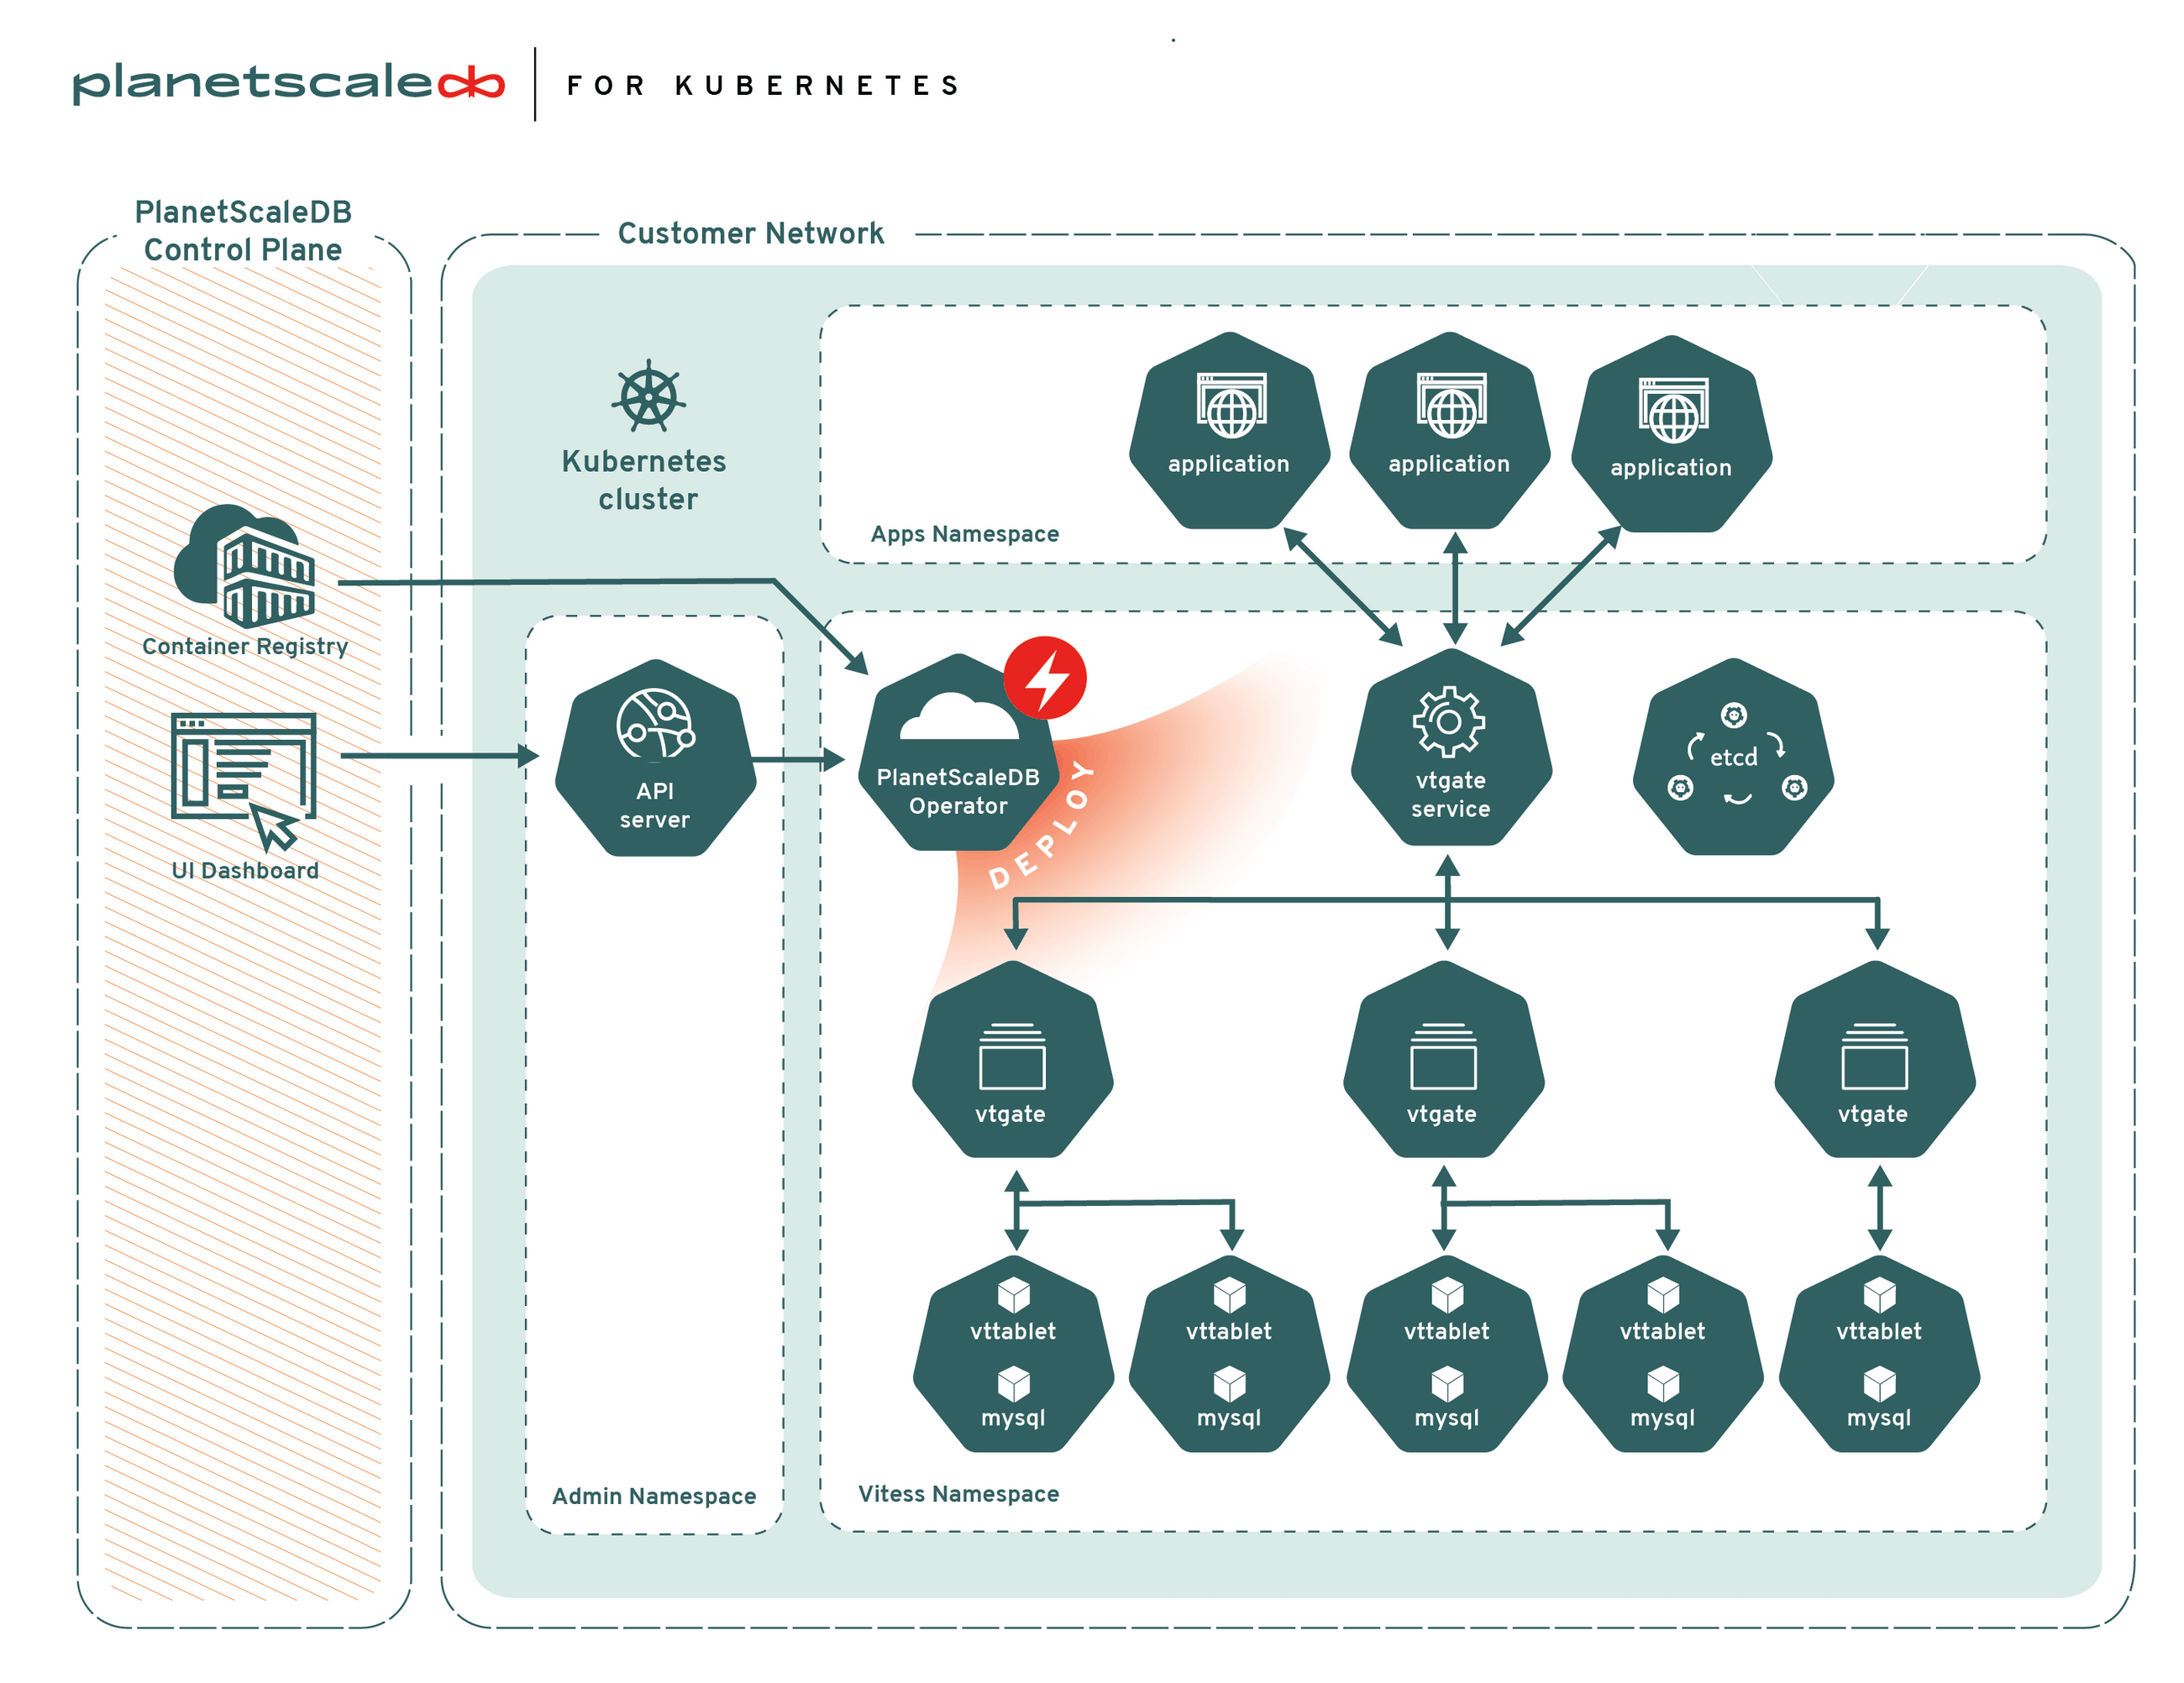 planetscaledb
FOR KUBERNETES
PlanetScaleDB
Control Plane
Customer Network
Kubernetes
cluster
application
application
application
Apps Namespace
Container Registry
UI Dashboard
API
server
PlanetScaleDB
Operator
DEPLOY
vtgate
service
etcd
vtgate
vtgate
vtgate
vttablet
mysql
vttablet
mysql
vttablet
mysql
vttablet
mysql
vttablet
mysql
Admin Namespace
Vitess Namespace